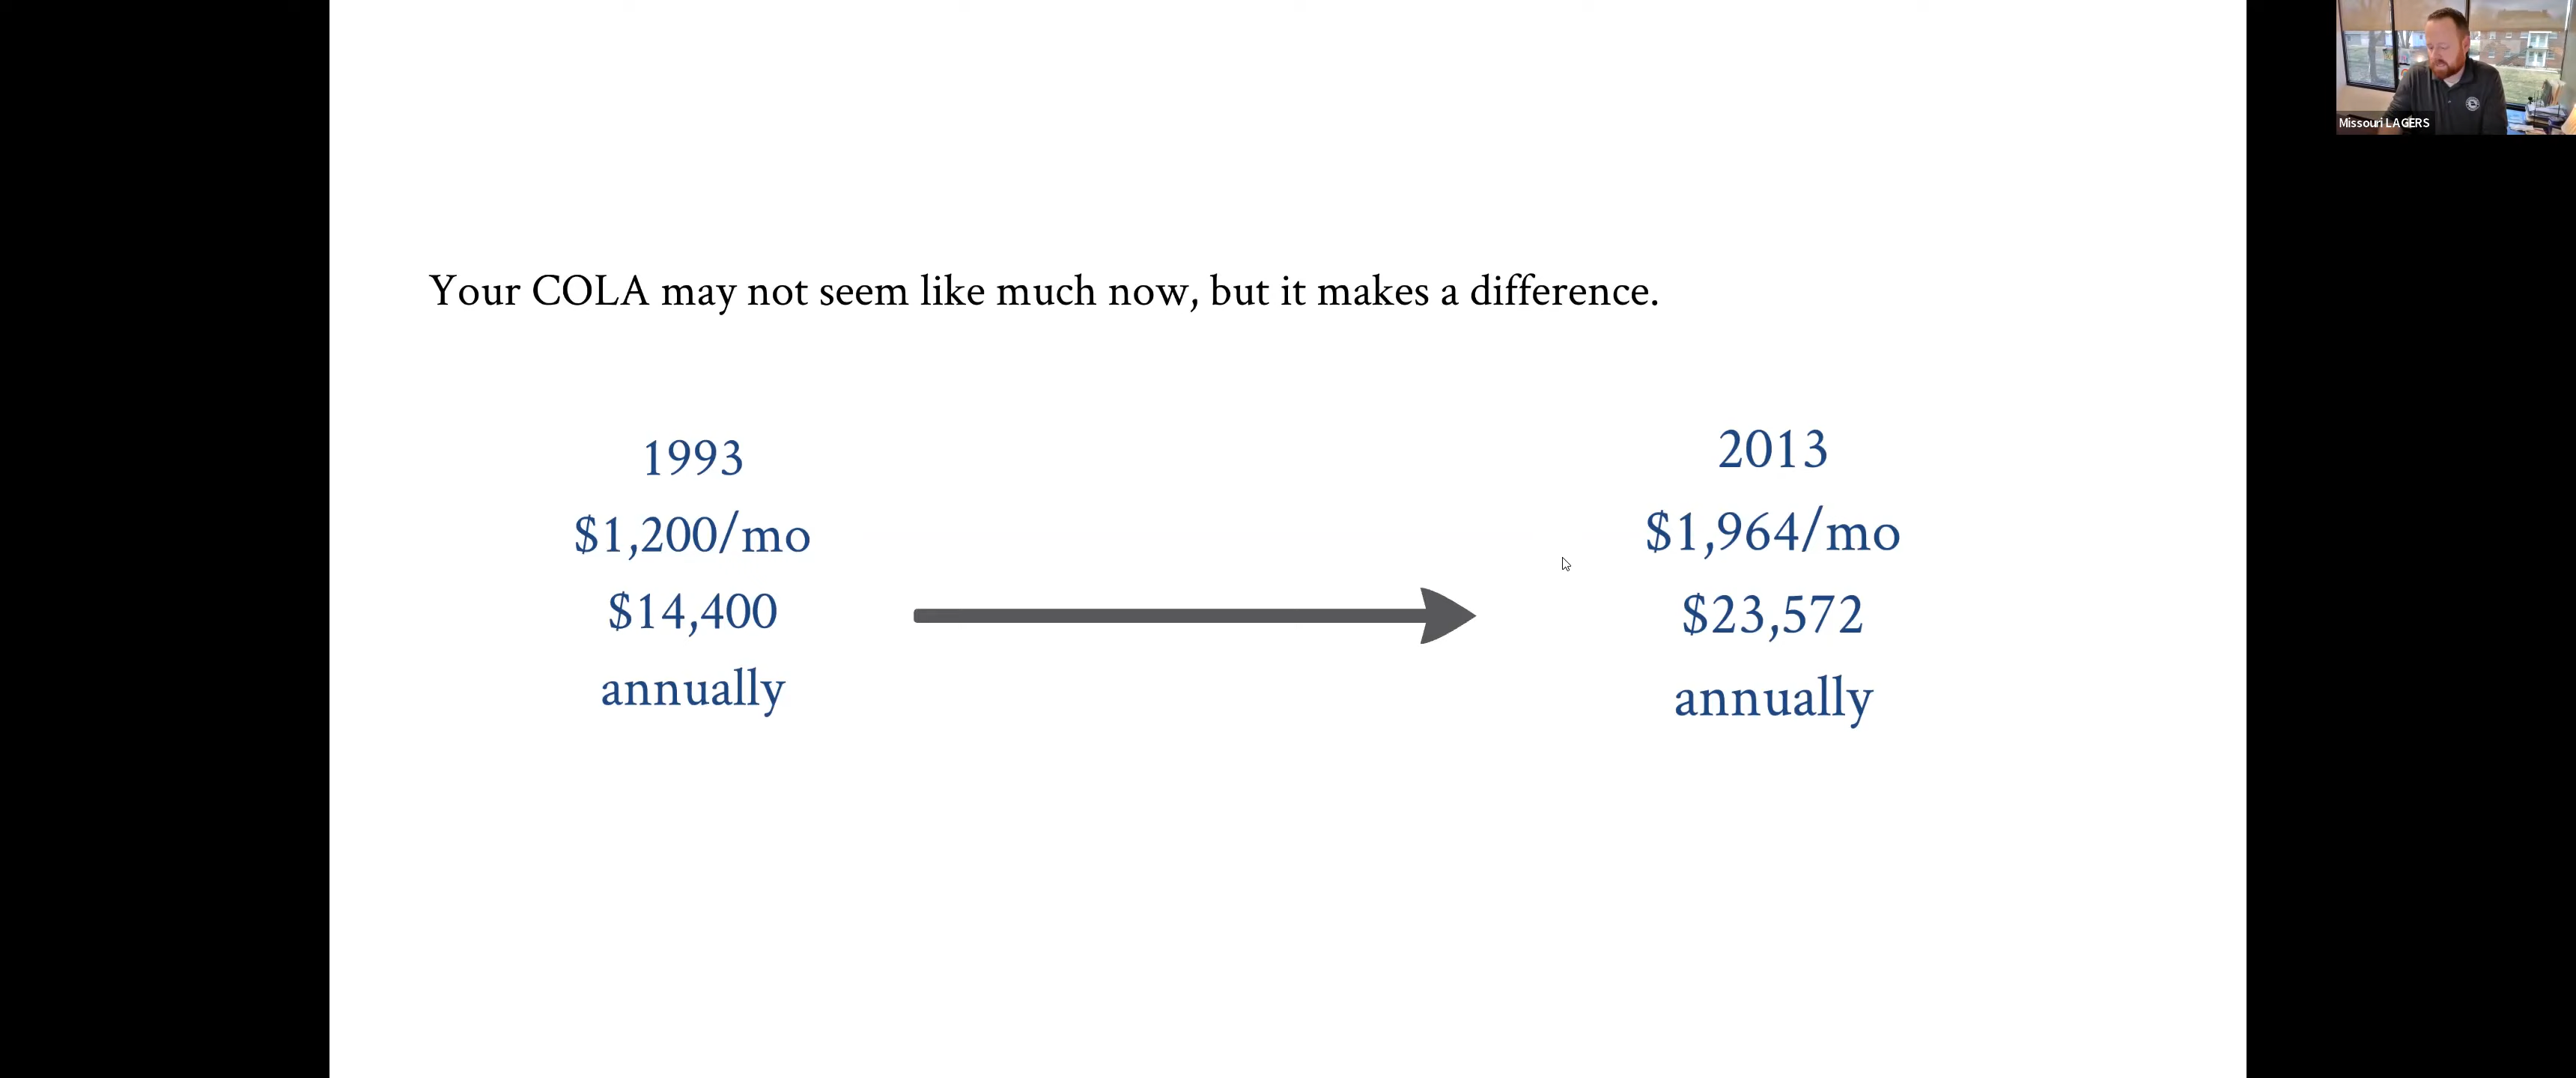 Missouri LAGERS
Your COLA may not seem like much now, but it makes a difference.
1993
$1,200/mo
$14,400
annually
2013
$1,964/mo
$23,572
annually